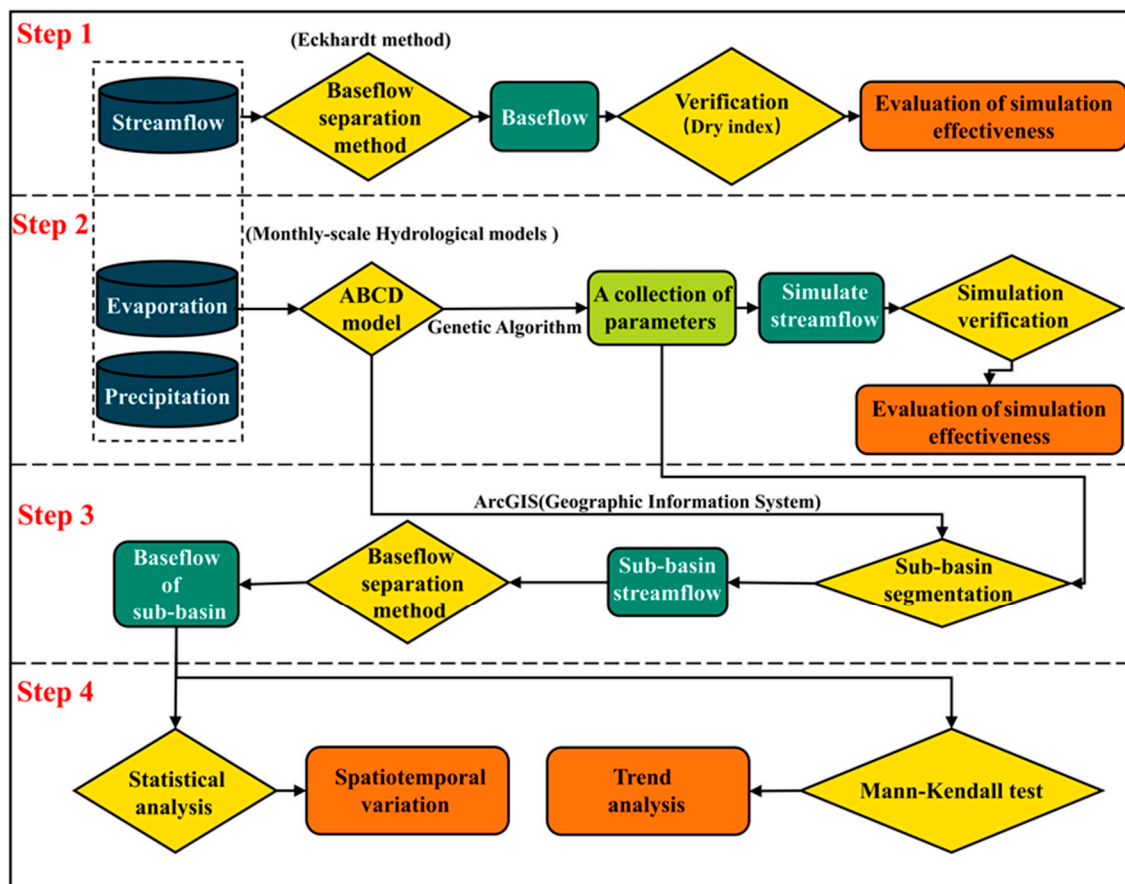 Step 1
(Eckhardt method)
Streamflow
Baseflow
separation
method
Baseflow
Verification
(Dry index)
Evaluation of simulation
effectiveness
Step 2
(Monthly-scale Hydrological models )
Evaporation
Precipitation
ABCD
model
Genetic Algorithm
A collection of
parameters
Simulate
streamflow
Simulation
verification
Evaluation of simulation
effectiveness
Step 3
ArcGIS(Geographic Information System)
Baseflow
of
sub-basin
Baseflow
separation
method
Sub-basin
streamflow
Sub-basin
segmentation
Step 4
Statistical
analysis
Spatiotemporal
variation
Trend
analysis
Mann-Kendall test